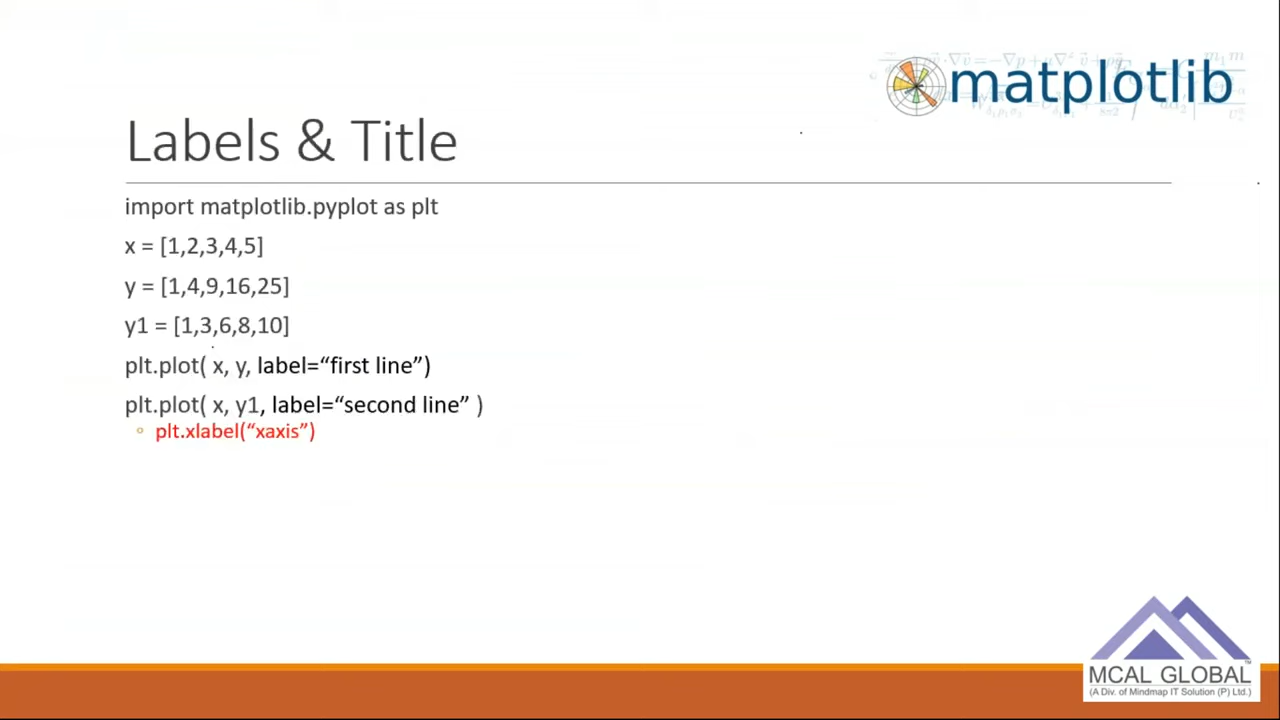 matplotlib
Labels & Title
import matplotlib.pyplot as plt
x = [1,2,3,4,5]
y = [1,4,9,16,25]
y1 = [1,3,6,8,10]
plt.plot( x, y, label=“first line”)
plt.plot( x, y1, label=“second line” )
plt.xlabel(“xaxis”)
MCAL GLOBAL™
(A Div. of Mindmap IT Solution (P) Ltd.)